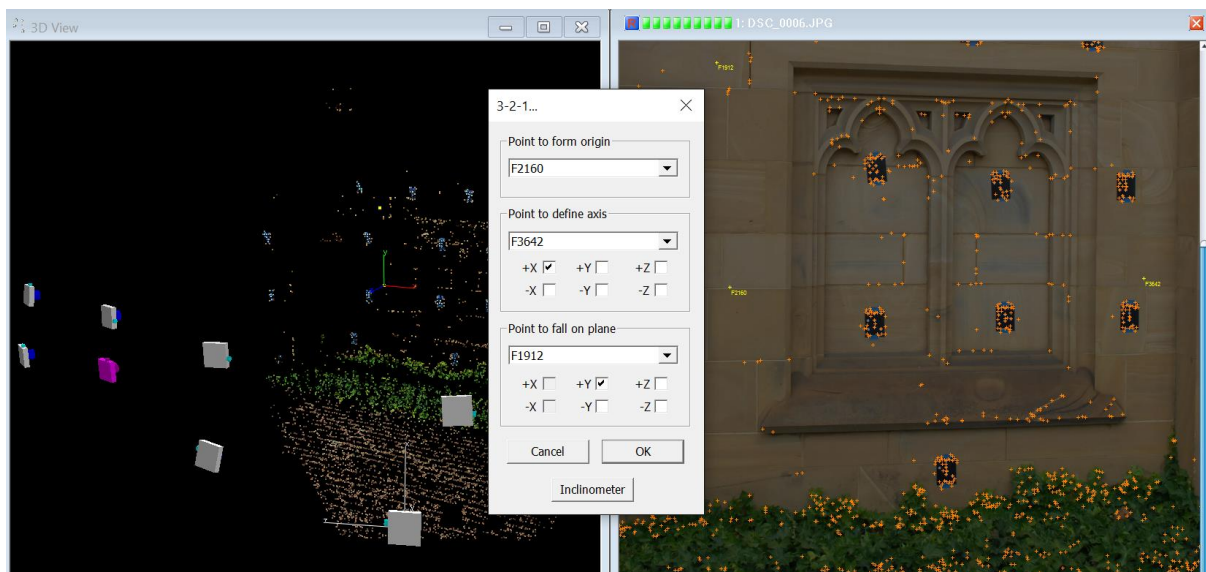 3D View
1: DSC_0006.JPG
3-2-1...
Point to form origin
F2160
Point to define axis
F3642
+X +Y +Z
-X -Y -Z
Point to fall on plane
F1912
+X +Y +Z
-X -Y -Z
Cancel OK
Inclinometer
y
F1912
F2160
F3642